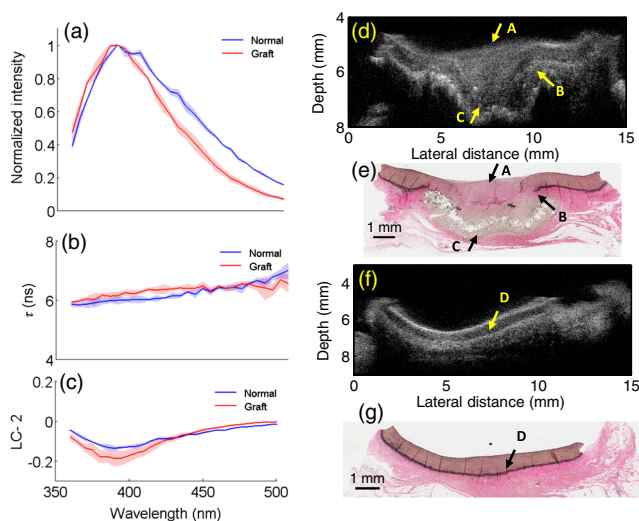 (a)
Normal
Graft
Normalized intensity
1
0.8
0.6
0.4
0.2
0
(b)
Normal
Graft
τ (ns)
8
6
4
(c)
Normal
Graft
LC- 2
0.2
0
-0.2
350 400 450 500
Wavelength (nm)
(d)
A
B
C
Depth (mm)
4
6
8
0 5 10 15
Lateral distance (mm)
(e)
A
B
C
1 mm
(f)
D
Depth (mm)
4
6
8
0 5 10 15
Lateral distance (mm)
(g)
D
1 mm